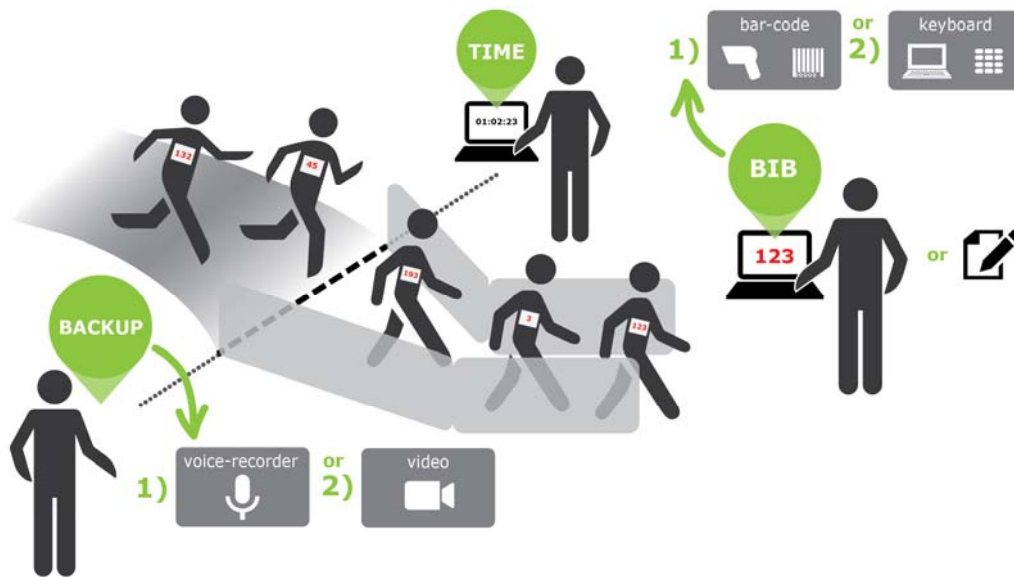 bar-code
or
keyboard
1)
2)
TIME
01:02:23
132
45
BIB
123
or
193
3
123
BACKUP
voice-recorder
or
video
1)
2)